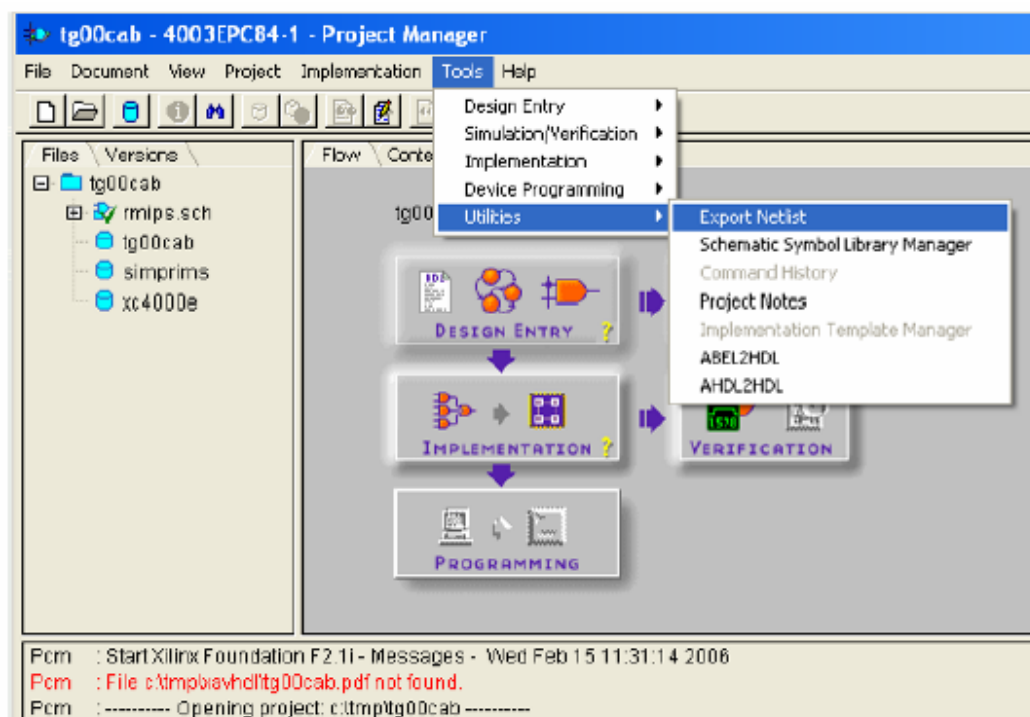 tg00cab - 4003EPC84-1 - Project Manager
File Document View Project Implementation Tools Help
Files Versions
Flow Conte
Design Entry
Simulation/Verification
Implementation
Device Programming
Utilities
Export Netlist
Schematic Symbol Library Manager
Command History
Project Notes
Implementation Template Manager
ABEL2HDL
AHDL2HDL
tg00cab
rmips.sch
tg00cab
simprims
xc4000e
tg00
DESIGN ENTRY ?
IMPLEMENTATION ?
VERIFICATION
PROGRAMMING
Pcm : Start Xilinx Foundation F2.1i - Messages - Wed Feb 15 11:31:14 2006
Pcm : File c:\tmp\xavhdl\tg00cab.pdf not found.
Pcm : ---------- Opening project: c:\tmp\tg00cab ----------